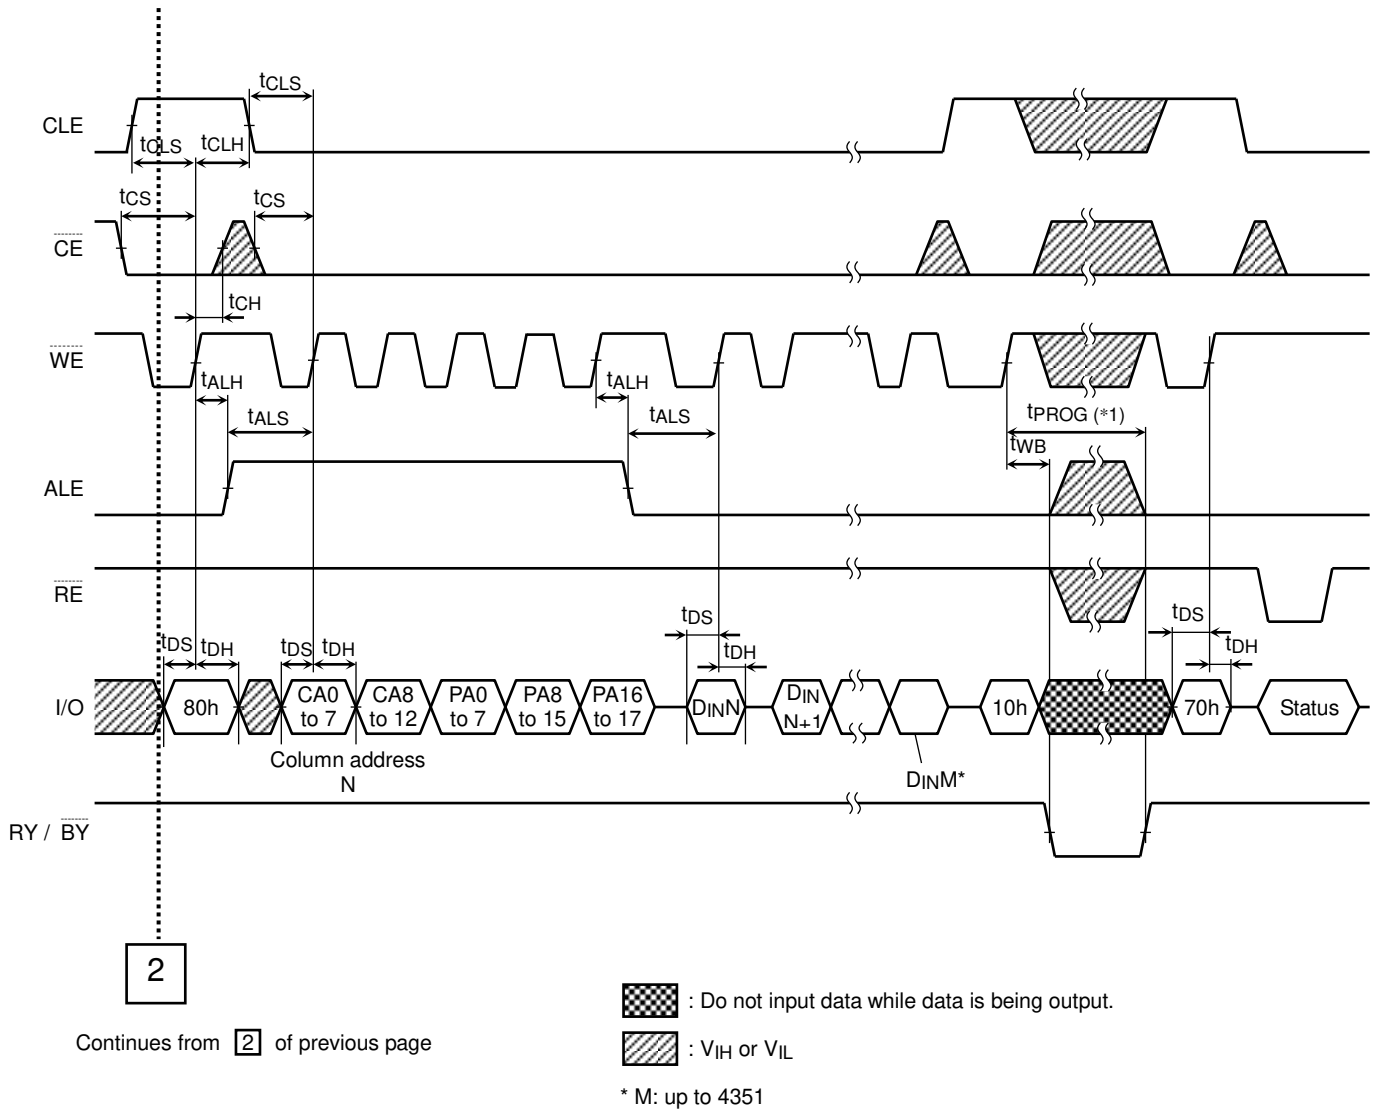 tCLS
CLE
tCLS tCLH
tCS tCS
CE
tCH
WE
tALH tALH
tALS tALS
tPROG (*1)
tWB
ALE
RE
tDS tDH tDS tDH tDS tDH tDS tDH
I/O
80h
CA0 to 7
CA8 to 12
PA0 to 7
PA8 to 15
PA16 to 17
DINN
DIN N+1
10h
70h
Status
Column address
N
DINM*
RY / BY
2
Continues from 2 of previous page
: Do not input data while data is being output.
: VIH or VIL
* M: up to 4351